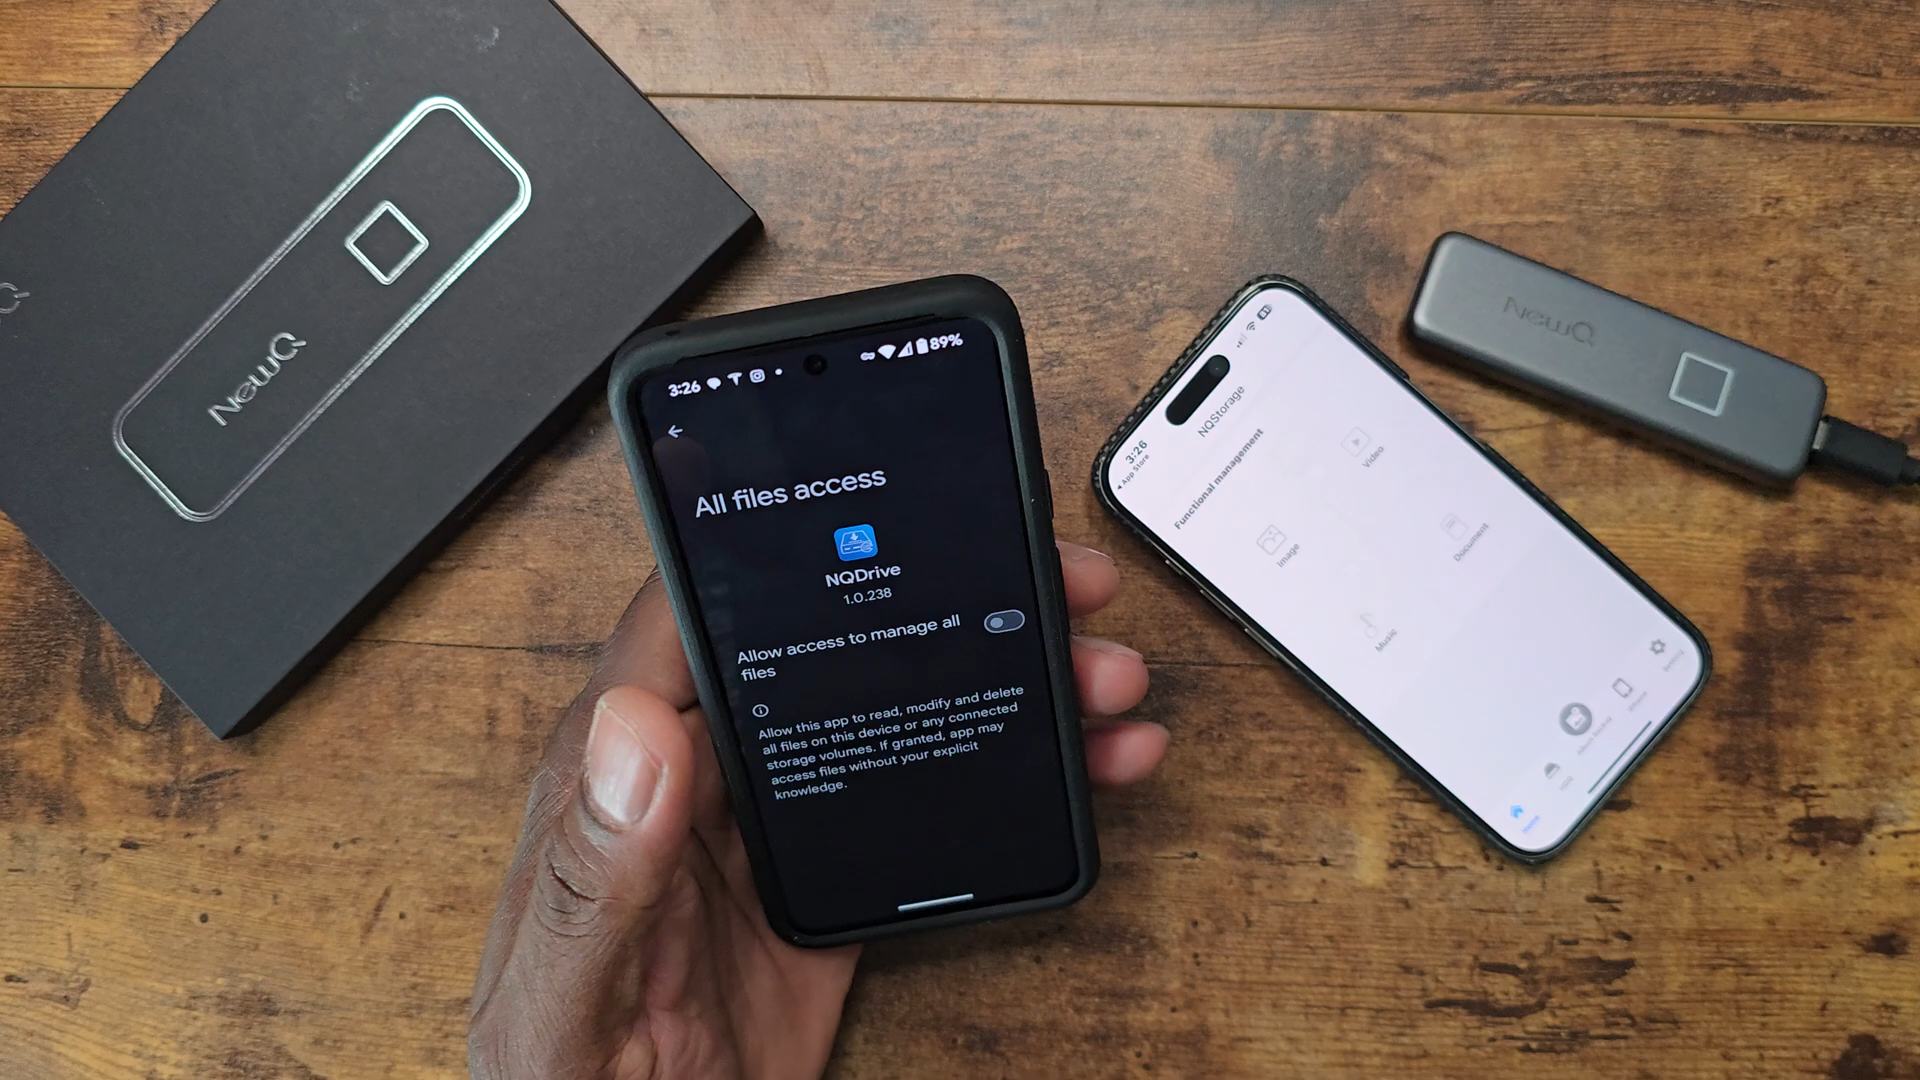 NewQ
3:26
89%
All files access
NQDrive
1.0.238
Allow access to manage all
files
Allow this app to read, modify and delete
all files on this device or any connected
storage volumes. If granted, app may
access files without your explicit
knowledge.
3:26
App Store
NQStorage
Functional management
Image
Video
Music
Document
Home
Setting
NewQ